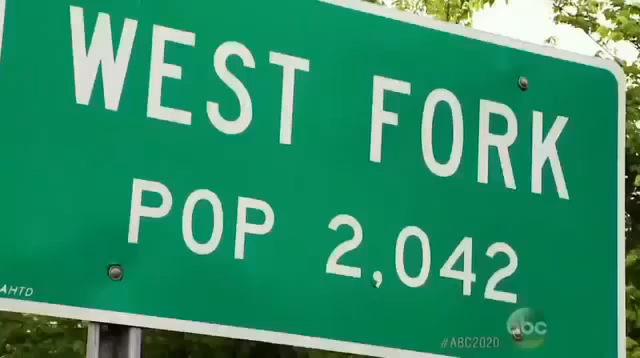 WEST FORK
POP 2,042
AHTD
#ABC2020
abc